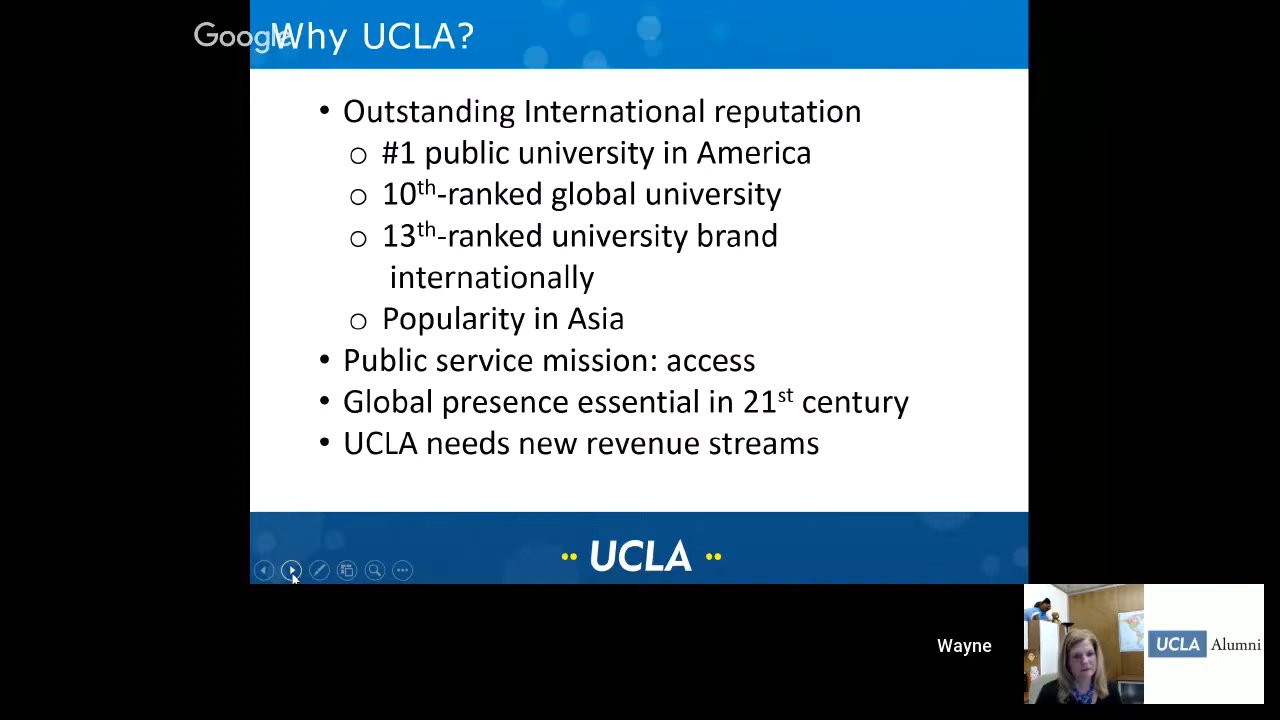 Google
Why UCLA?
• Outstanding International reputation
o #1 public university in America
o 10th-ranked global university
o 13th-ranked university brand
internationally
o Popularity in Asia
• Public service mission: access
• Global presence essential in 21st century
• UCLA needs new revenue streams
UCLA
Wayne
UCLA Alumni